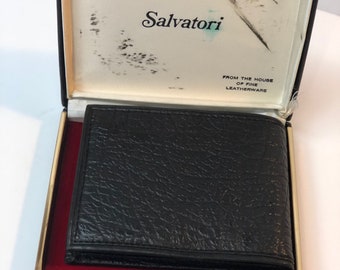 Salvatori
FROM THE HOUSE
OF FINE
LEATHERWARE